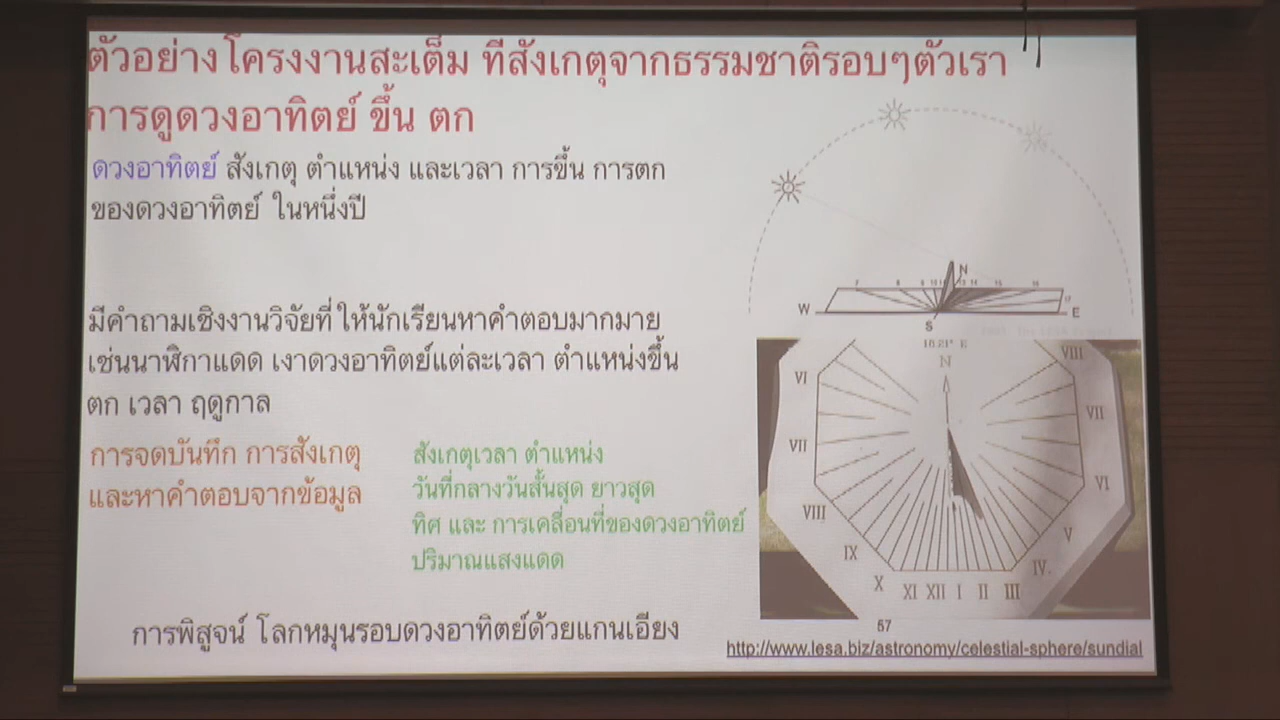 ตัวอย่างโครงงานสะเต็ม ที่สังเกตุจากธรรมชาติรอบๆตัวเรา
การดูดวงอาทิตย์ ขึ้น ตก
ดวงอาทิตย์ สังเกตุ ตำแหน่ง และเวลา การขึ้น การตก
ของดวงอาทิตย์ ในหนึ่งปี
มีคำถามเชิงงานวิจัยที่ให้นักเรียนหาคำตอบมากมาย
เช่นนาฬิกาแดด เงาดวงอาทิตย์แต่ละเวลา ตำแหน่งขึ้น
ตก เวลา ฤดูกาล
การจดบันทึก การสังเกตุ
และหาคำตอบจากข้อมูล
สังเกตุเวลา ตำแหน่ง
วันที่กลางวันสั้นสุด ยาวสุด
ทิศ และ การเคลื่อนที่ของดวงอาทิตย์
ปริมาณแสงแดด
การพิสูจน์ โลกหมุนรอบดวงอาทิตย์ด้วยแกนเอียง
N
W
E
S
N
VI
VII
VIII
IX
X
XI XII I II III
IV
V
VI
VII
VIII
67
http://www.lesa.biz/astronomy/celestial-sphere/sundial